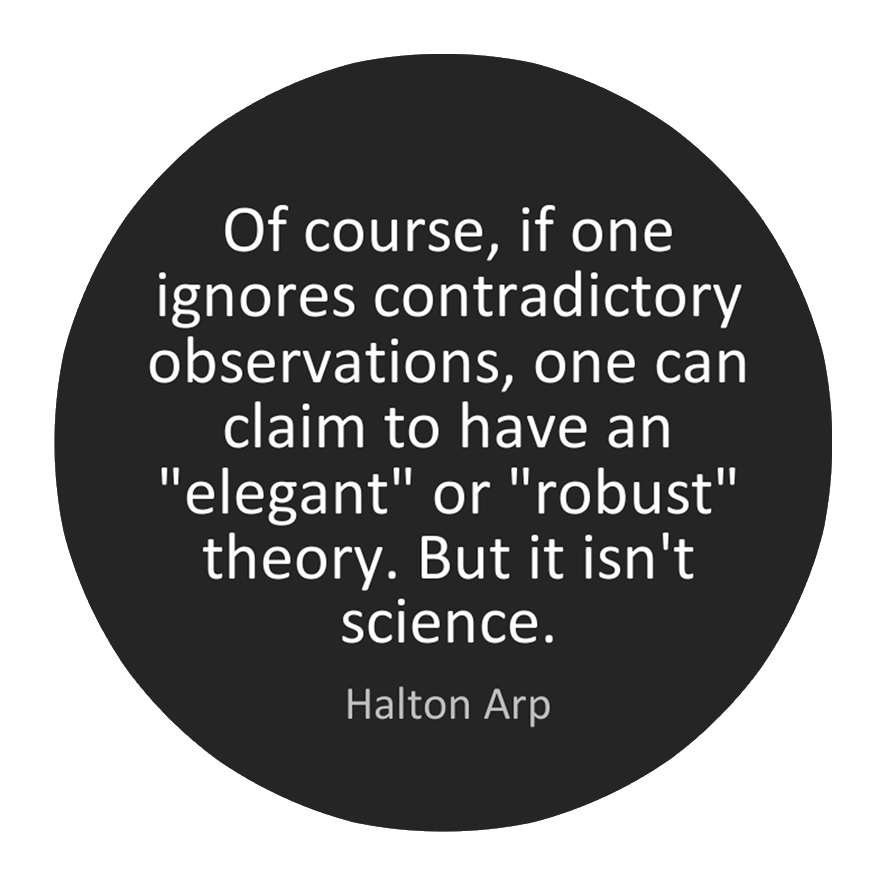 Of course, if one
ignores contradictory
observations, one can
claim to have an
"elegant" or "robust"
theory. But it isn't
science.
Halton Arp